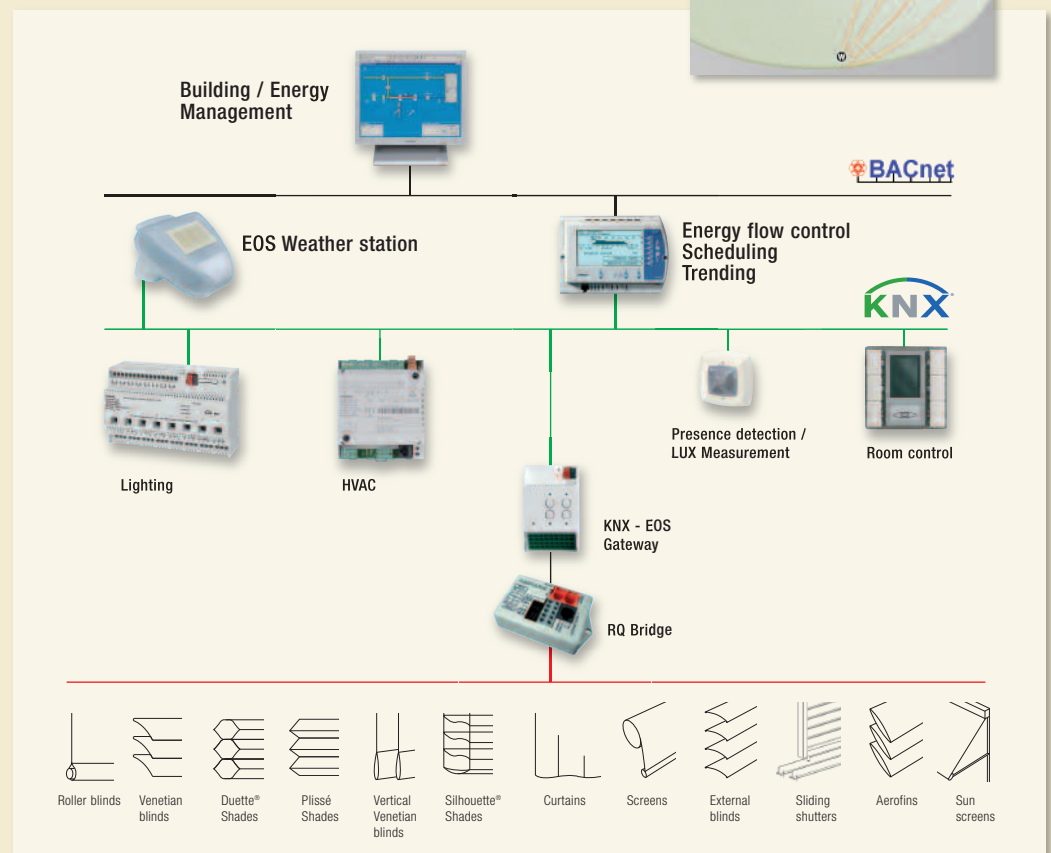 W
Building / Energy
Management
BACnet
EOS Weather station
Energy flow control
Scheduling
Trending
KNX
Presence detection /
LUX Measurement
Room control
Lighting
HVAC
KNX - EOS
Gateway
RQ Bridge
Roller blinds
Venetian
blinds
Duette®
Shades
Plissé
Shades
Vertical
Venetian
blinds
Silhouette®
Shades
Curtains
Screens
External
blinds
Sliding
shutters
Aerofins
Sun
screens